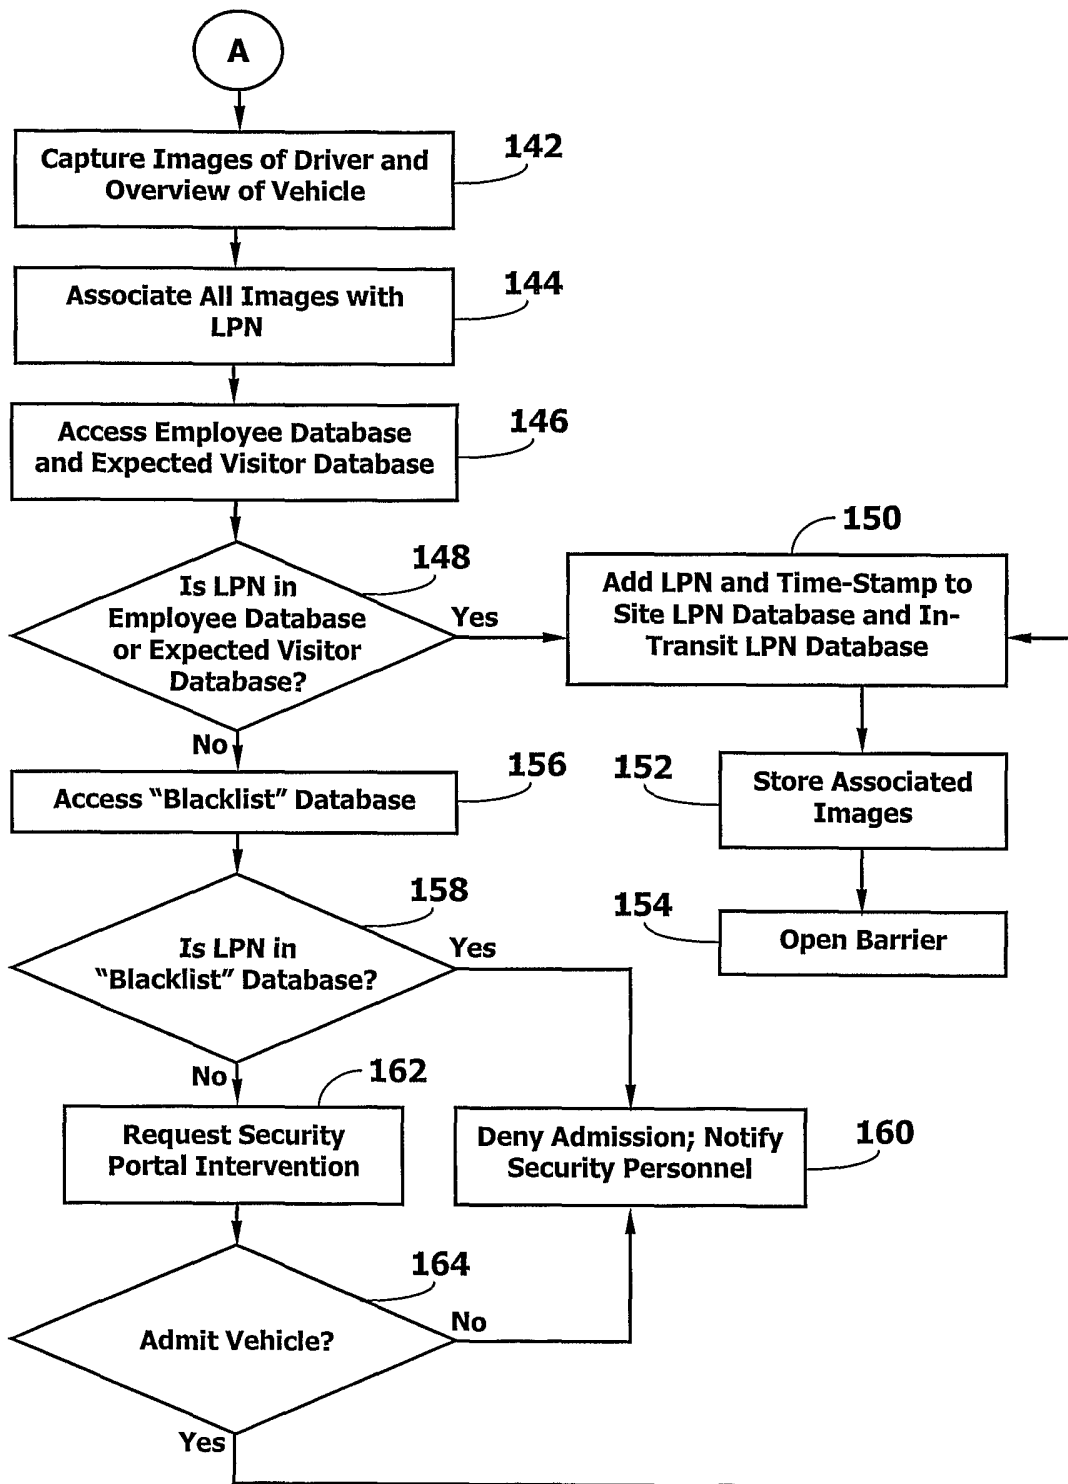 A
Capture Images of Driver and
Overview of Vehicle
142
Associate All Images with
LPN
144
Access Employee Database
and Expected Visitor Database
146
Is LPN in
Employee Database
or Expected Visitor
Database?
148
Yes
No
150
Add LPN and Time-Stamp to
Site LPN Database and In-
Transit LPN Database
152
Store Associated
Images
154
Open Barrier
Access “Blacklist” Database
156
Is LPN in
“Blacklist” Database?
158
Yes
No
162
Request Security
Portal Intervention
Deny Admission; Notify
Security Personnel
160
Admit Vehicle?
164
No
Yes